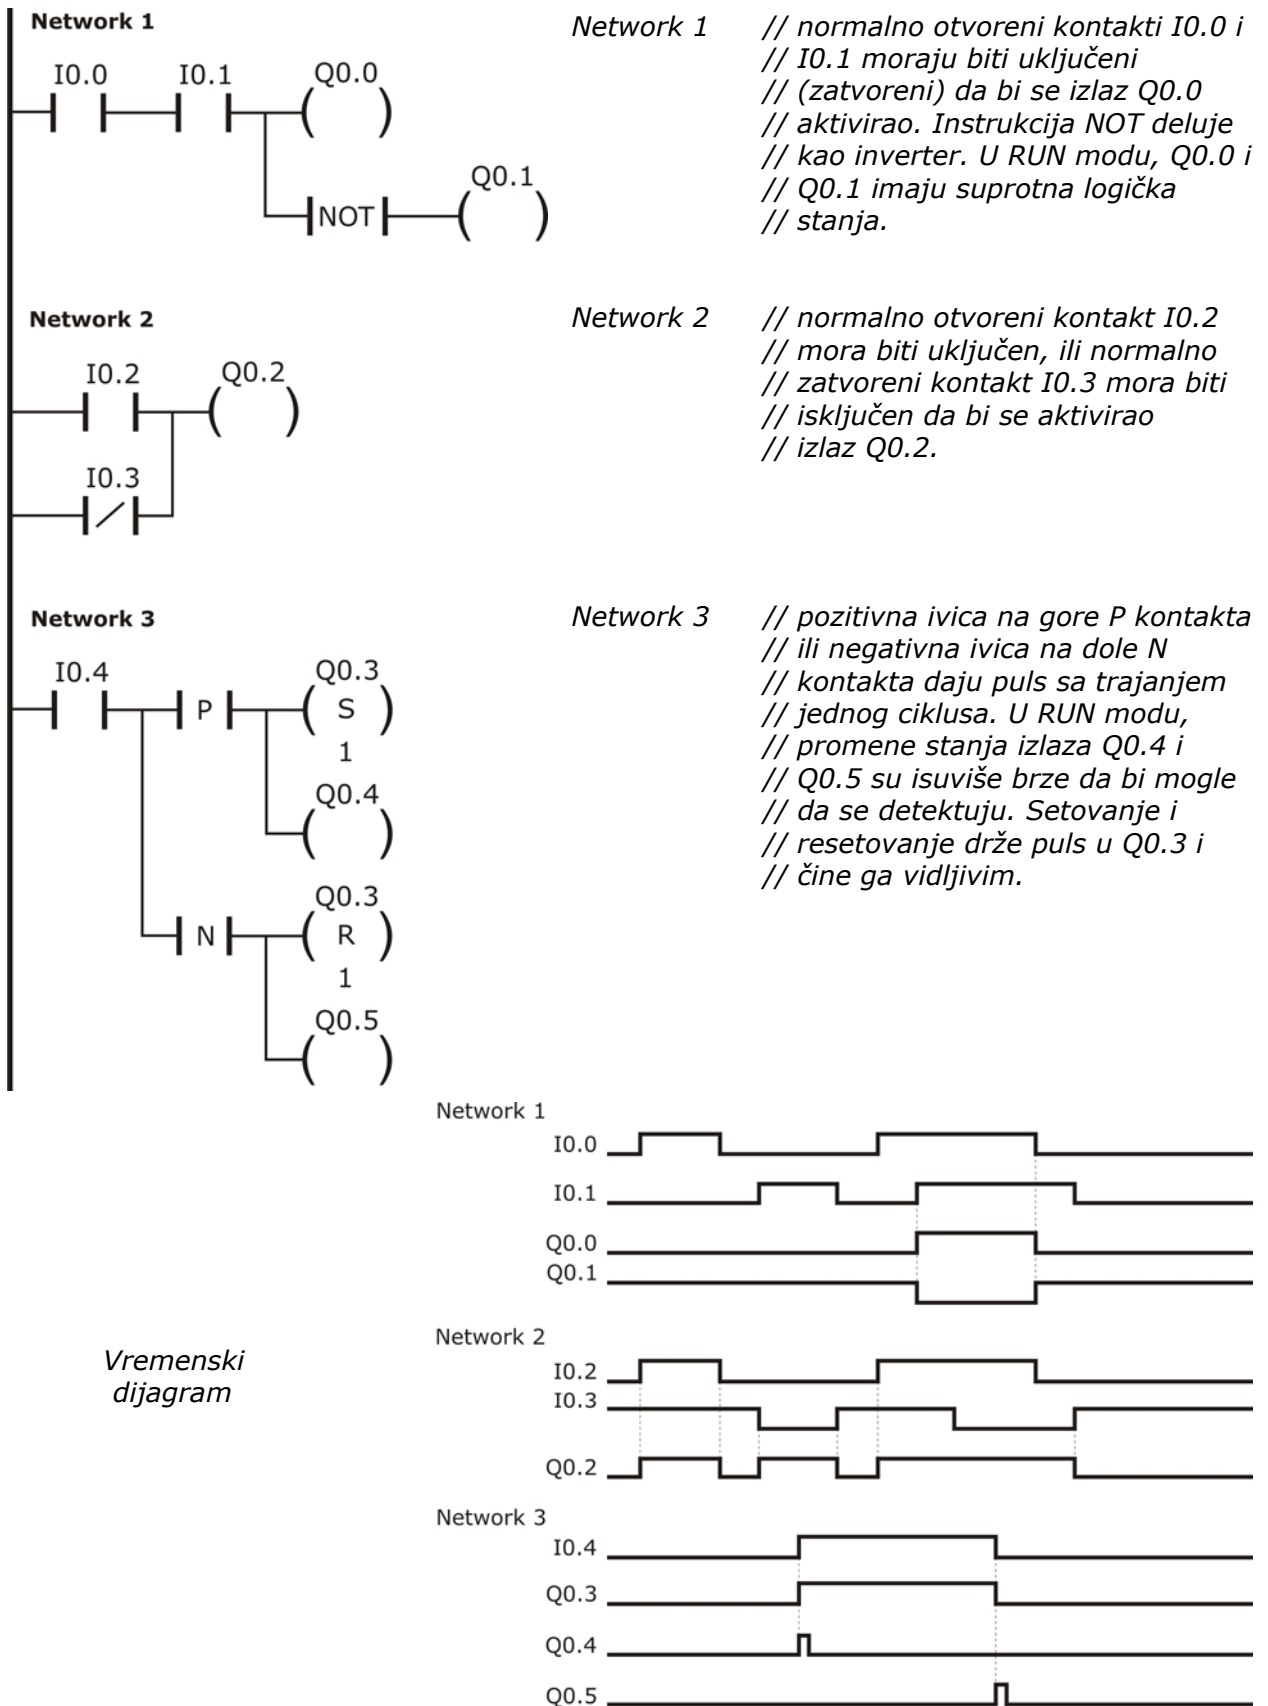 Network 1
I0.0 I0.1 Q0.0
Q0.1
NOT
Network 1 // normalno otvoreni kontakti I0.0 i
// I0.1 moraju biti uključeni
// (zatvoreni) da bi se izlaz Q0.0
// aktivirao. Instrukcija NOT deluje
// kao inverter. U RUN modu, Q0.0 i
// Q0.1 imaju suprotna logička
// stanja.
Network 2
I0.2 Q0.2
I0.3
Network 2 // normalno otvoreni kontakt I0.2
// mora biti uključen, ili normalno
// zatvoreni kontakt I0.3 mora biti
// isključen da bi se aktivirao
// izlaz Q0.2.
Network 3
I0.4 Q0.3
P S
1
Q0.4
Q0.3
N R
1
Q0.5
Network 3 // pozitivna ivica na gore P kontakta
// ili negativna ivica na dole N
// kontakta daju puls sa trajanjem
// jednog ciklusa. U RUN modu,
// promene stanja izlaza Q0.4 i
// Q0.5 su isuviše brze da bi mogle
// da se detektuju. Setovanje i
// resetovanje drže puls u Q0.3 i
// čine ga vidljivim.
Vremenski
dijagram
Network 1
I0.0
I0.1
Q0.0
Q0.1
Network 2
I0.2
I0.3
Q0.2
Network 3
I0.4
Q0.3
Q0.4
Q0.5